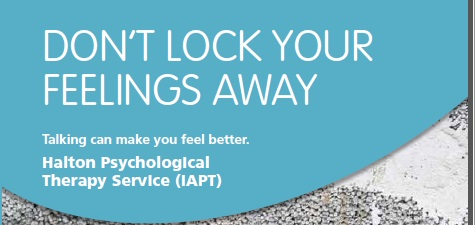 DON'T LOCK YOUR
FEELINGS AWAY
Talking can make you feel better.
Halton Psychological
Therapy Service (IAPT)